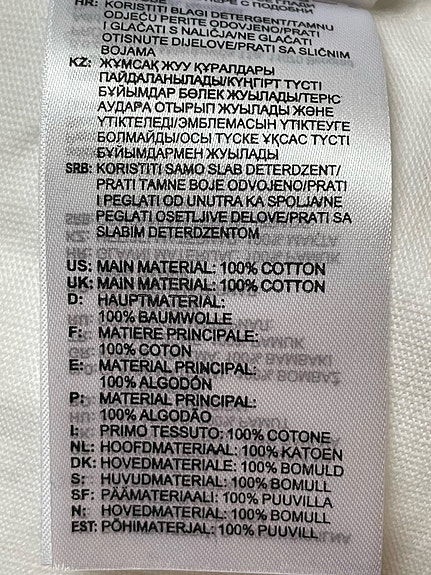 HR: KORISTITI BLAGI DETERGENT/TAMNU
ODJEĆU PERITE ODVOJENO/PRATI
I GLAČATI S NALIČJA/NE GLAČATI
OTISNUTE DIJELOVE/PRATI SA SLIČNIM
BOJAMA
KZ: ЖҰМСАҚ ЖУУ ҚҰРАЛДАРЫ
ПАЙДАЛАНЫЛАДЫ/КҮҢГІРТ ТҮСТІ
БҰЙЫМДАР БӨЛЕК ЖУЫЛАДЫ/ТЕРІС
АУДАРА ОТЫРЫП ЖУЫЛАДЫ ЖӘНЕ
ҮТІКТЕЛЕДІ/ЭМБЛЕМАСЫН ҮТІКТЕУГЕ
БОЛМАЙДЫ/ОСЫ ТҮСКЕ ҰҚСАС ТҮСТІ
БҰЙЫМДАРМЕН ЖУЫЛАДЫ
SRB: KORISTITI SAMO SLAB DETERDZENT/
PRATI TAMNE BOJE ODVOJENO/PRATI
I PEGLATI OD UNUTRA KA SPOLJA/NE
PEGLATI OSETLJIVE DELOVE/PRATI SA
SLABIM DETERDZENTOM
US: MAIN MATERIAL: 100% COTTON
UK: MAIN MATERIAL: 100% COTTON
D: HAUPTMATERIAL:
100% BAUMWOLLE
F: MATIERE PRINCIPALE:
100% COTON
E: MATERIAL PRINCIPAL:
100% ALGODÓN
P: MATERIAL PRINCIPAL:
100% ALGODÃO
I: PRIMO TESSUTO: 100% COTONE
NL: HOOFDMATERIAAL: 100% KATOEN
DK: HOVEDMATERIALE: 100% BOMULD
S: HUVUDMATERIAL: 100% BOMULL
SF: PÄÄMATERIAALI: 100% PUUVILLA
N: HOVEDMATERIAL: 100% BOMULL
EST: PÕHIMATERJAL: 100% PUUVILL